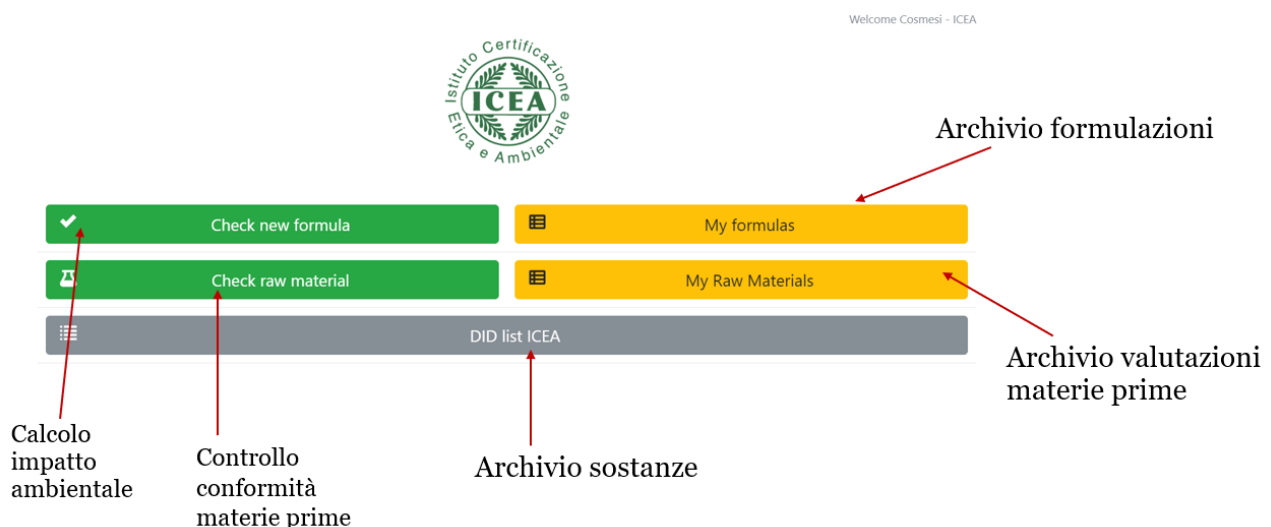 Welcome Cosmesi - ICEA
Istituto Certificazione
ICEA
Etica e Ambientale
Archivio formulazioni
Check new formula
My formulas
Check raw material
My Raw Materials
DID list ICEA
Archivio valutazioni
materie prime
Calcolo
impatto
ambientale
Controllo
conformità
materie prime
Archivio sostanze